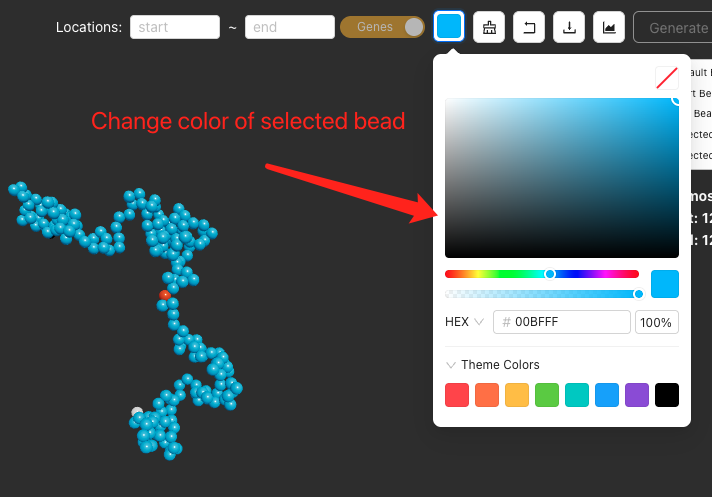 Locations: start ~ end Genes Generate
ault B
rt Be
Bea
ected
ected
Change color of selected bead
mos
t: 12
d: 12
HEX # 00BFFF 100%
Theme Colors